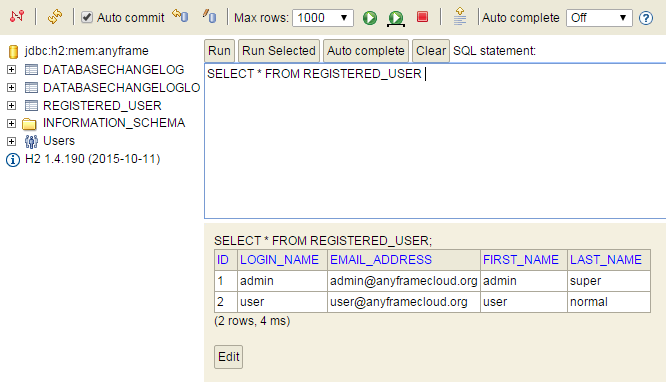 Auto commit Max rows: 1000 Auto complete Off
jdbc:h2:mem:anyframe
DATABASECHANGELOG
DATABASECHANGELOGLO
REGISTERED_USER
INFORMATION_SCHEMA
Users
H2 1.4.190 (2015-10-11)
Run Run Selected Auto complete Clear SQL statement:
SELECT * FROM REGISTERED_USER
SELECT * FROM REGISTERED_USER;
ID LOGIN_NAME EMAIL_ADDRESS FIRST_NAME LAST_NAME
1 admin admin@anyframecloud.org admin super
2 user user@anyframecloud.org user normal
(2 rows, 4 ms)
Edit